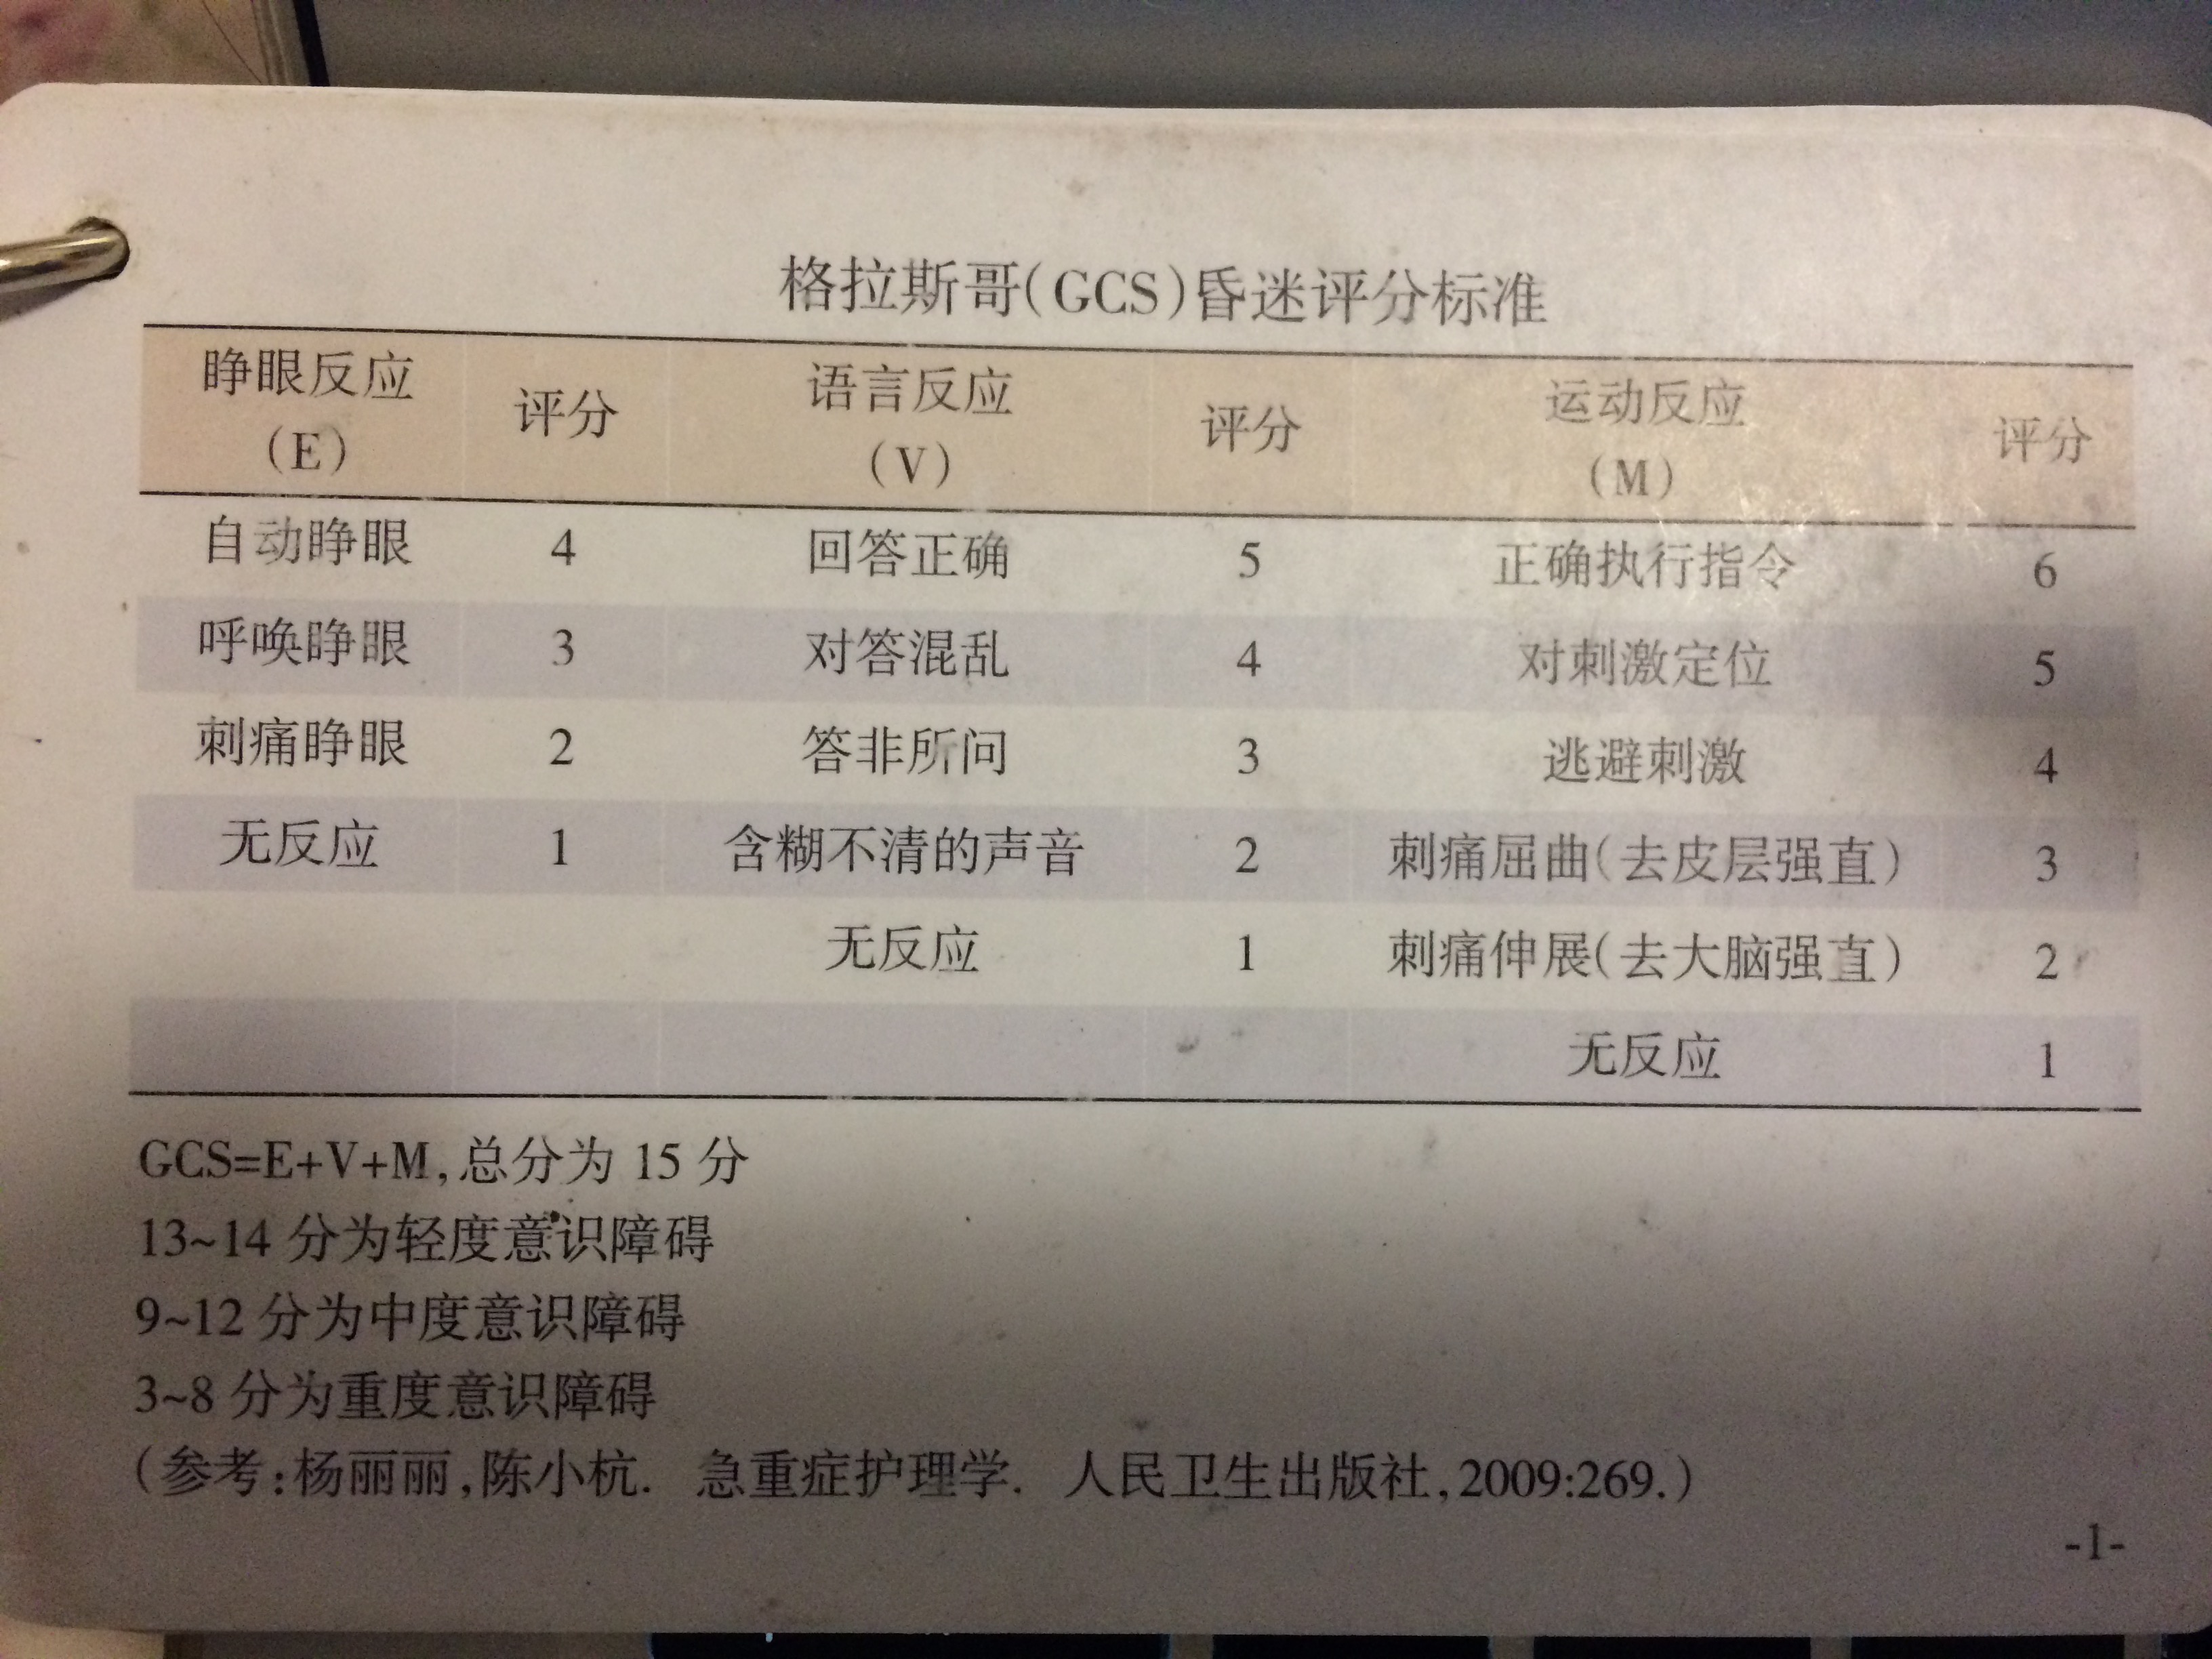 格拉斯哥(GCS)昏迷评分标准
睁眼反应（E） 评分 语言反应（V） 评分 运动反应（M） 评分
自动睁眼 4 回答正确 5 正确执行指令 6
呼唤睁眼 3 对答混乱 4 对刺激定位 5
刺痛睁眼 2 答非所问 3 逃避刺激 4
无反应 1 含糊不清的声音 2 刺痛屈曲(去皮层强直) 3
无反应 1 刺痛伸展(去大脑强直) 2
无反应 1
GCS=E+V+M,总分为 15 分
13~14 分为轻度意识障碍
9~12 分为中度意识障碍
3~8 分为重度意识障碍
(参考:杨丽丽,陈小杭. 急重症护理学. 人民卫生出版社,2009:269.)
-1-